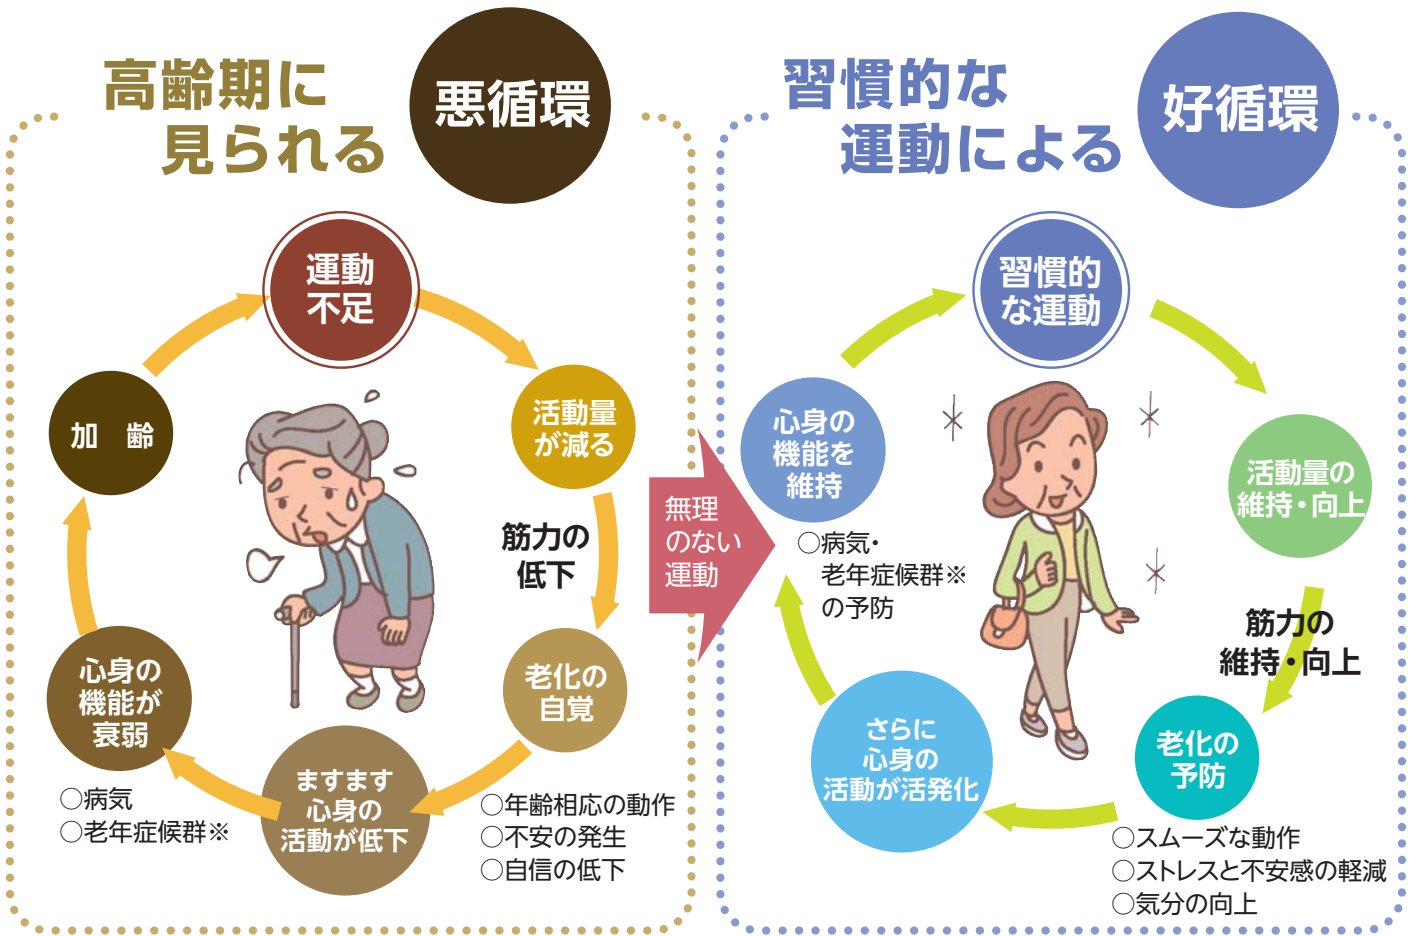 高齢期に
見られる
悪循環
運動
不足
活動量
が減る
筋力の
低下
老化の
自覚
○年齢相応の動作
○不安の発生
○自信の低下
ますます
心身の
活動が低下
心身の
機能が
衰弱
○病気
○老年症候群※
加　齢
無理
のない
運動
習慣的な
運動による
好循環
習慣的
な運動
活動量の
維持・向上
筋力の
維持・向上
老化の
予防
○スムーズな動作
○ストレスと不安感の軽減
○気分の向上
さらに
心身の
活動が活発化
心身の
機能を
維持
○病気・
老年症候群※
の予防